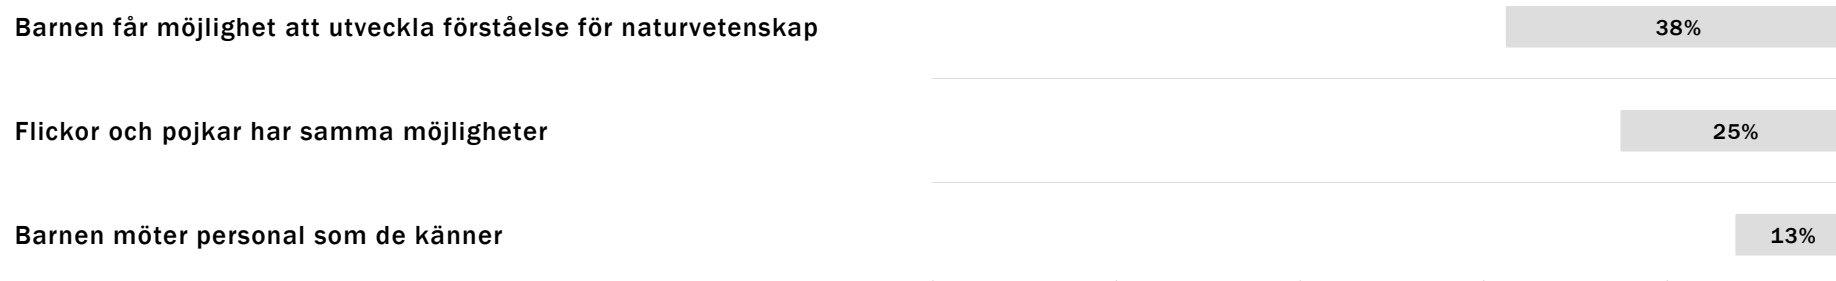 Barnen får möjlighet att utveckla förståelse för naturvetenskap 38%
Flickor och pojkar har samma möjligheter 25%
Barnen möter personal som de känner 13%